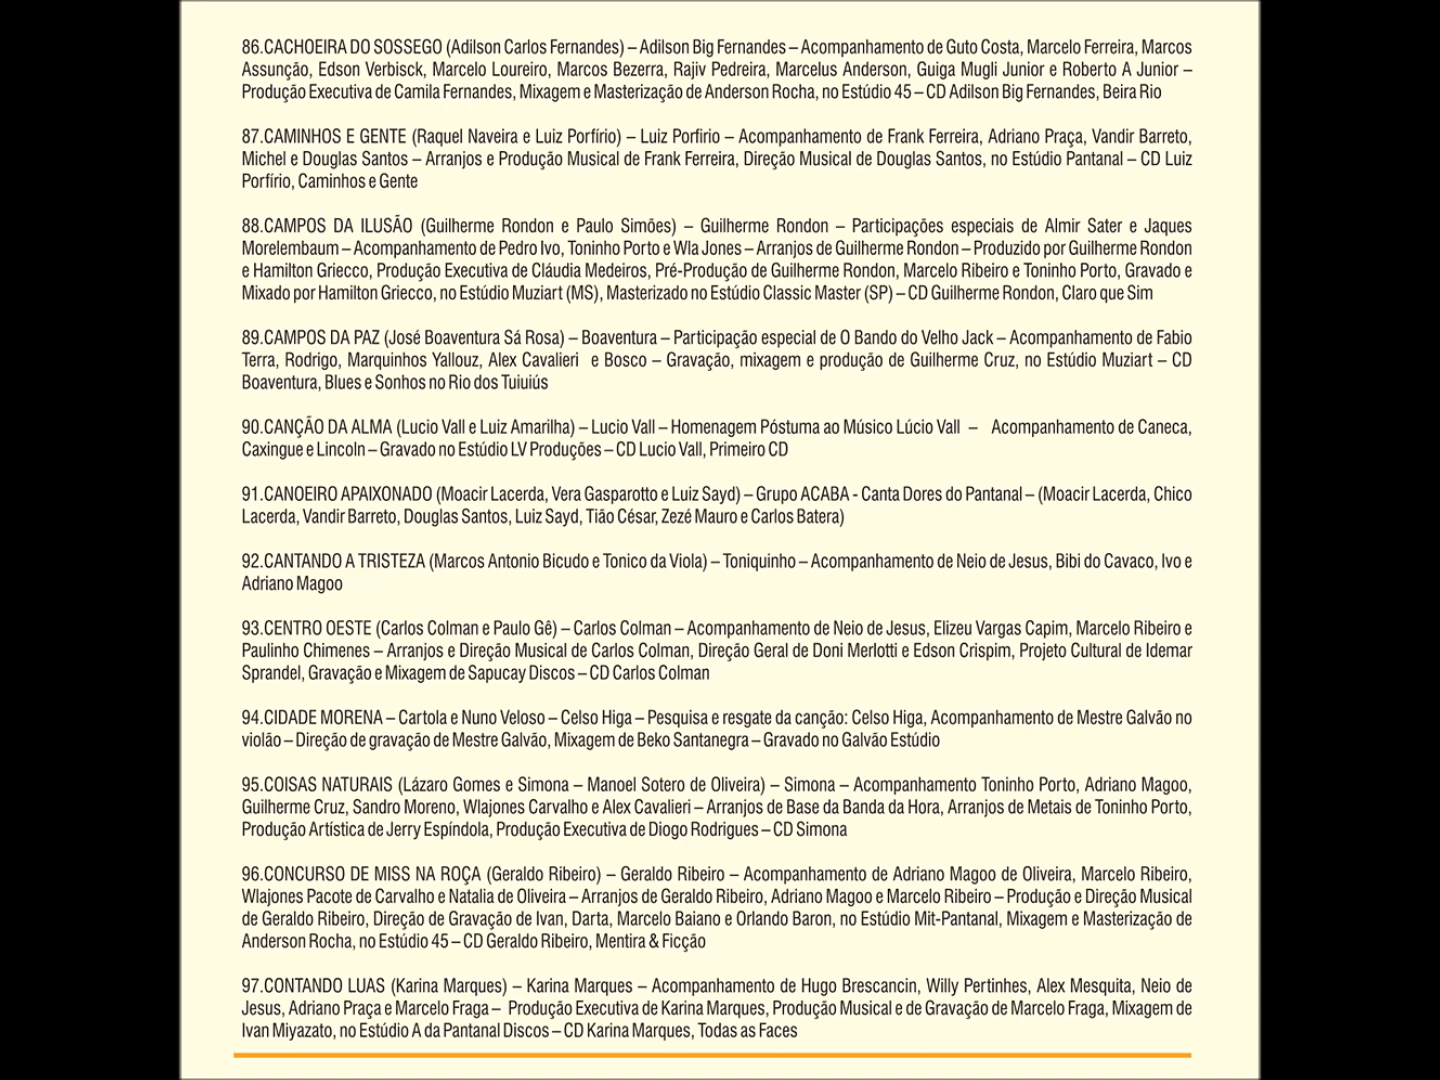 86.CACHOEIRA DO SOSSEGO (Adilson Carlos Fernandes) – Adilson Big Fernandes – Acompanhamento de Guto Costa, Marcelo Ferreira, Marcos
Assunção, Edson Verbisck, Marcelo Loureiro, Marcos Bezerra, Rajiv Pedreira, Marcelus Anderson, Guiga Mugli Junior e Roberto A Junior –
Produção Executiva de Camila Fernandes, Mixagem e Masterização de Anderson Rocha, no Estúdio 45 – CD Adilson Big Fernandes, Beira Rio
87.CAMINHOS E GENTE (Raquel Naveira e Luiz Porfírio) – Luiz Porfirio – Acompanhamento de Frank Ferreira, Adriano Praça, Vandir Barreto,
Michel e Douglas Santos – Arranjos e Produção Musical de Frank Ferreira, Direção Musical de Douglas Santos, no Estúdio Pantanal – CD Luiz
Porfírio, Caminhos e Gente
88.CAMPOS DA ILUSÃO (Guilherme Rondon e Paulo Simões) – Guilherme Rondon – Participações especiais de Almir Sater e Jaques
Morelembaum – Acompanhamento de Pedro Ivo, Toninho Porto e Wla Jones – Arranjos de Guilherme Rondon – Produzido por Guilherme Rondon
e Hamilton Griecco, Produção Executiva de Cláudia Medeiros, Pré-Produção de Guilherme Rondon, Marcelo Ribeiro e Toninho Porto, Gravado e
Mixado por Hamilton Griecco, no Estúdio Muziart (MS), Masterizado no Estúdio Classic Master (SP) – CD Guilherme Rondon, Claro que Sim
89.CAMPOS DA PAZ (José Boaventura Sá Rosa) – Boaventura – Participação especial de O Bando do Velho Jack – Acompanhamento de Fabio
Terra, Rodrigo, Marquinhos Yallouz, Alex Cavalieri e Bosco – Gravação, mixagem e produção de Guilherme Cruz, no Estúdio Muziart – CD
Boaventura, Blues e Sonhos no Rio dos Tuiuiús
90.CANÇÃO DA ALMA (Lucio Vall e Luiz Amarilha) – Lucio Vall – Homenagem Póstuma ao Músico Lúcio Vall – Acompanhamento de Caneca,
Caxingue e Lincoln – Gravado no Estúdio LV Produções – CD Lucio Vall, Primeiro CD
91.CANOEIRO APAIXONADO (Moacir Lacerda, Vera Gasparotto e Luiz Sayd) – Grupo ACABA - Canta Dores do Pantanal – (Moacir Lacerda, Chico
Lacerda, Vandir Barreto, Douglas Santos, Luiz Sayd, Tião César, Zezé Mauro e Carlos Batera)
92.CANTANDO A TRISTEZA (Marcos Antonio Bicudo e Tonico da Viola) – Toniquinho – Acompanhamento de Neio de Jesus, Bibi do Cavaco, Ivo e
Adriano Magoo
93.CENTRO OESTE (Carlos Colman e Paulo Gê) – Carlos Colman – Acompanhamento de Neio de Jesus, Elizeu Vargas Capim, Marcelo Ribeiro e
Paulinho Chimenes – Arranjos e Direção Musical de Carlos Colman, Direção Geral de Doni Merlotti e Edson Crispim, Projeto Cultural de Idemar
Sprandel, Gravação e Mixagem de Sapucay Discos – CD Carlos Colman
94.CIDADE MORENA – Cartola e Nuno Veloso – Celso Higa – Pesquisa e resgate da canção: Celso Higa, Acompanhamento de Mestre Galvão no
violão – Direção de gravação de Mestre Galvão, Mixagem de Beko Santanegra – Gravado no Galvão Estúdio
95.COISAS NATURAIS (Lázaro Gomes e Simona – Manoel Sotero de Oliveira) – Simona – Acompanhamento Toninho Porto, Adriano Magoo,
Guilherme Cruz, Sandro Moreno, Wlajones Carvalho e Alex Cavalieri – Arranjos de Base da Banda da Hora, Arranjos de Metais de Toninho Porto,
Produção Artística de Jerry Espíndola, Produção Executiva de Diogo Rodrigues – CD Simona
96.CONCURSO DE MISS NA ROÇA (Geraldo Ribeiro) – Geraldo Ribeiro – Acompanhamento de Adriano Magoo de Oliveira, Marcelo Ribeiro,
Wlajones Pacote de Carvalho e Natalia de Oliveira – Arranjos de Geraldo Ribeiro, Adriano Magoo e Marcelo Ribeiro – Produção e Direção Musical
de Geraldo Ribeiro, Direção de Gravação de Ivan, Darta, Marcelo Baiano e Orlando Baron, no Estúdio Mit-Pantanal, Mixagem e Masterização de
Anderson Rocha, no Estúdio 45 – CD Geraldo Ribeiro, Mentira & Ficção
97.CONTANDO LUAS (Karina Marques) – Karina Marques – Acompanhamento de Hugo Brescancin, Willy Pertinhes, Alex Mesquita, Neio de
Jesus, Adriano Praça e Marcelo Fraga – Produção Executiva de Karina Marques, Produção Musical e de Gravação de Marcelo Fraga, Mixagem de
Ivan Miyazato, no Estúdio A da Pantanal Discos – CD Karina Marques, Todas as Faces